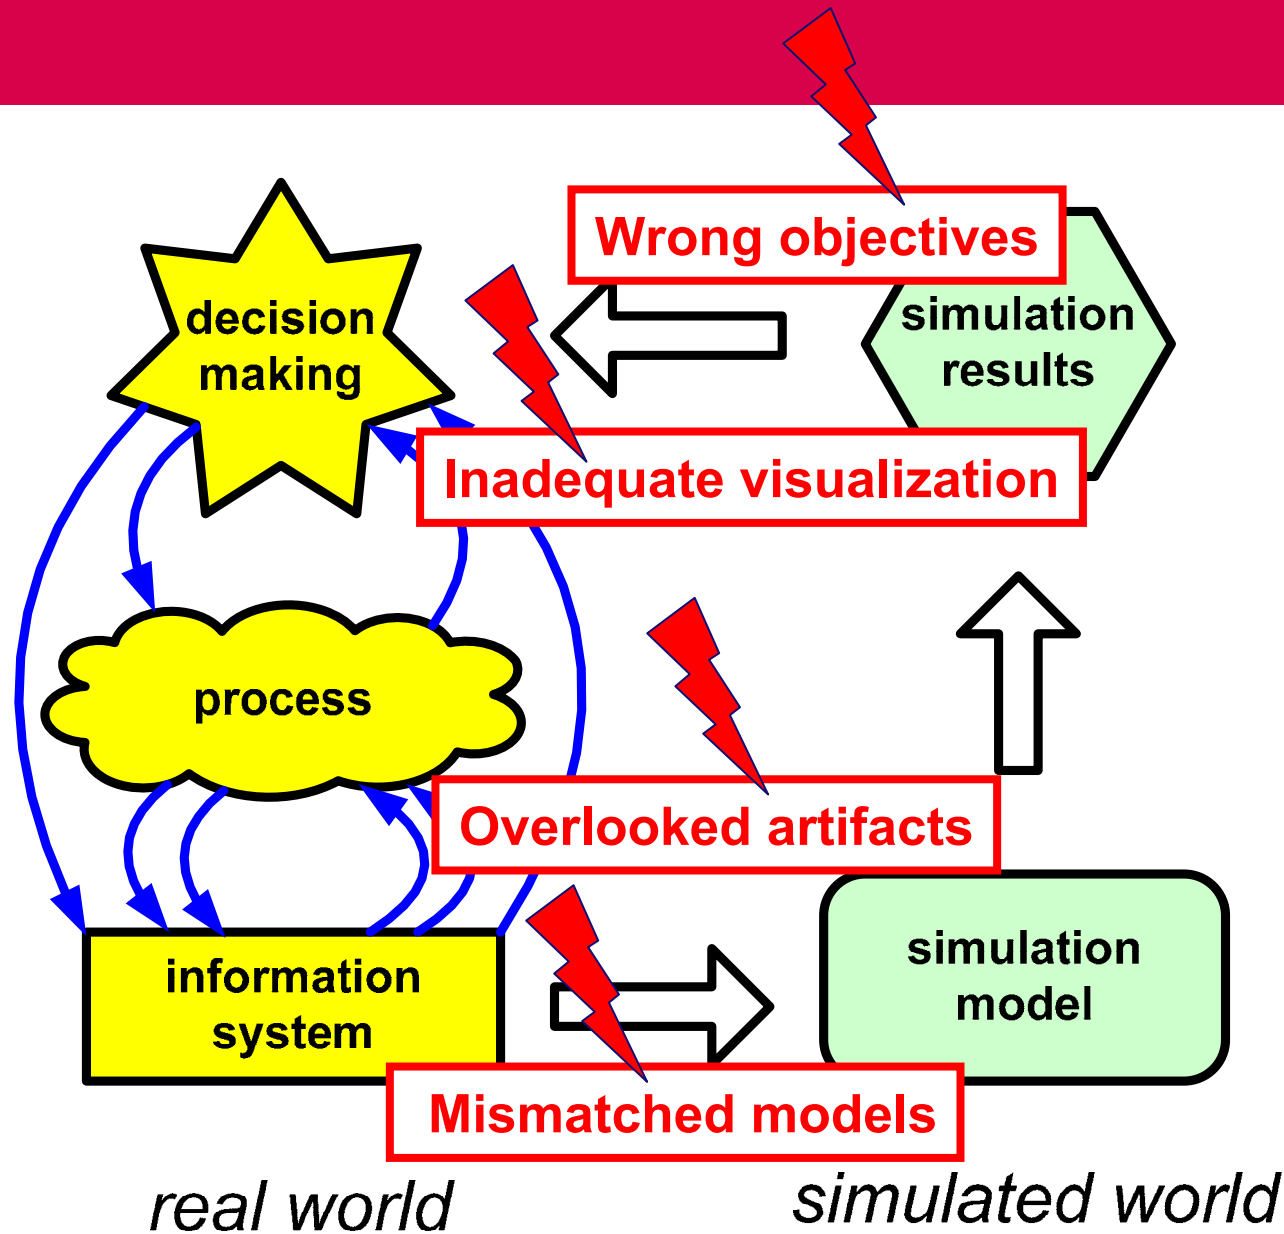 Wrong objectives
decision
making
simulation
results
Inadequate visualization
process
Overlooked artifacts
information
system
simulation
model
Mismatched models
real world
simulated world